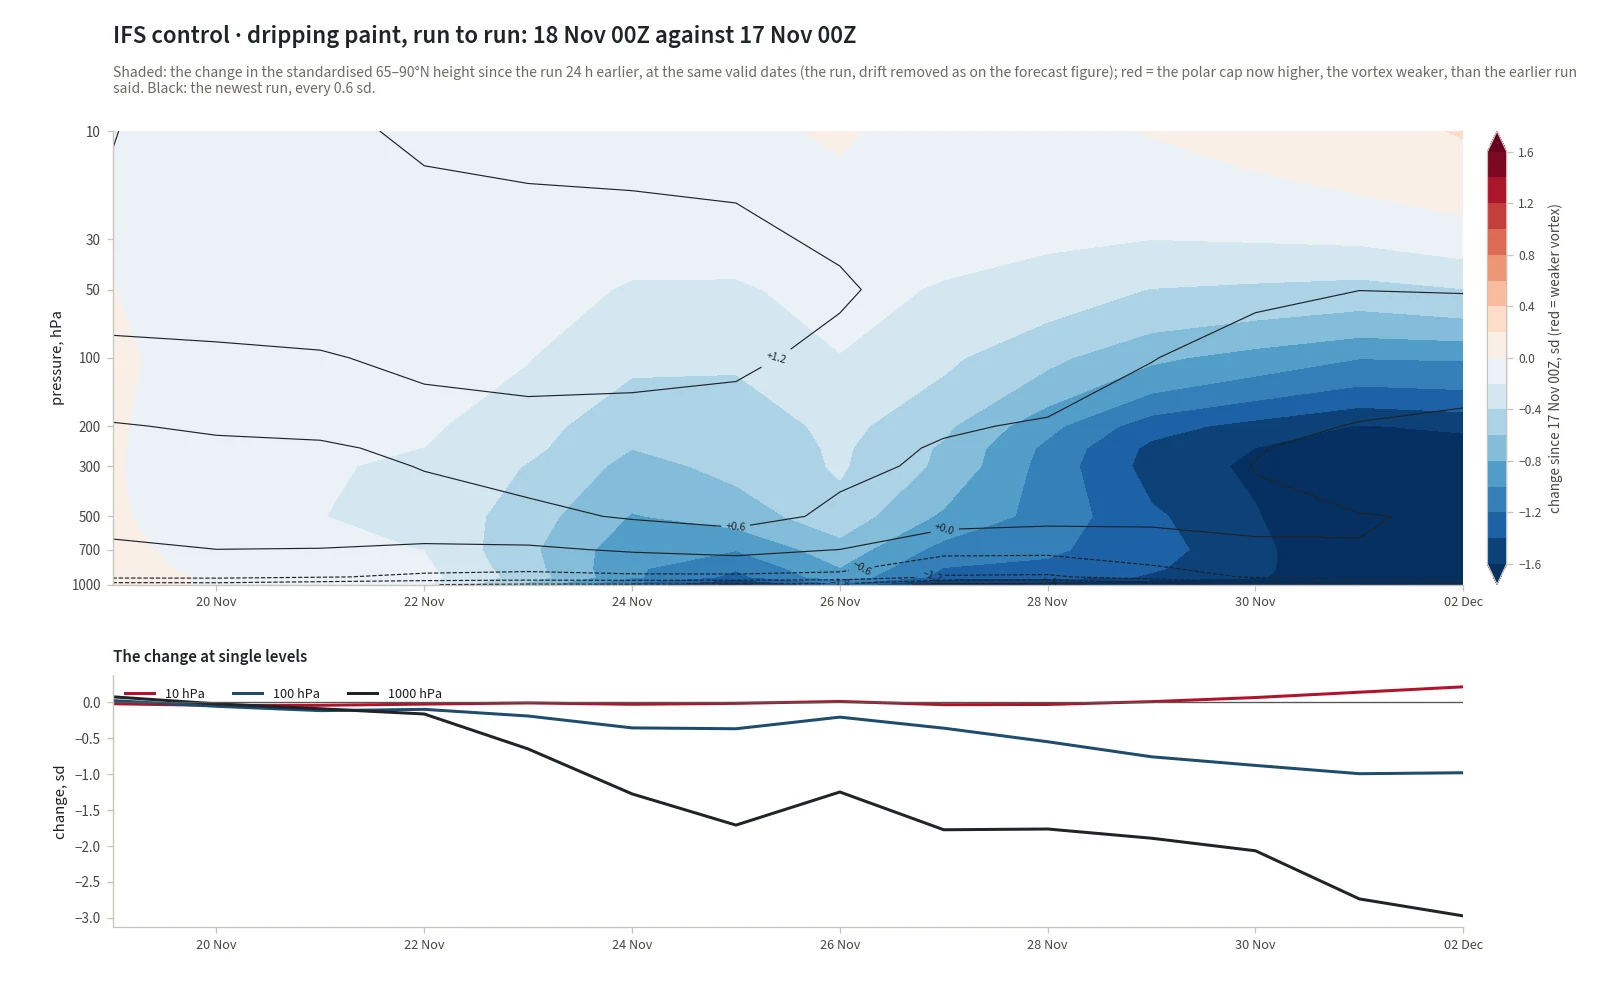 IFS control · dripping paint, run to run: 18 Nov 00Z against 17 Nov 00Z
Shaded: the change in the standardised 65–90°N height since the run 24 h earlier, at the same valid dates (the run, drift removed as on the forecast figure); red = the polar cap now higher, the vortex weaker, than the earlier run
said. Black: the newest run, every 0.6 sd.
pressure, hPa
10
30
50
100
200
300
500
700
1000
+1.2
+0.6
+0.0
−0.6
−1.2
20 Nov
22 Nov
24 Nov
26 Nov
28 Nov
30 Nov
02 Dec
1.6
1.2
0.8
0.4
0.0
−0.4
−0.8
−1.2
−1.6
change since 17 Nov 00Z, sd (red = weaker vortex)
The change at single levels
10 hPa
100 hPa
1000 hPa
change, sd
0.0
−0.5
−1.0
−1.5
−2.0
−2.5
−3.0
20 Nov
22 Nov
24 Nov
26 Nov
28 Nov
30 Nov
02 Dec